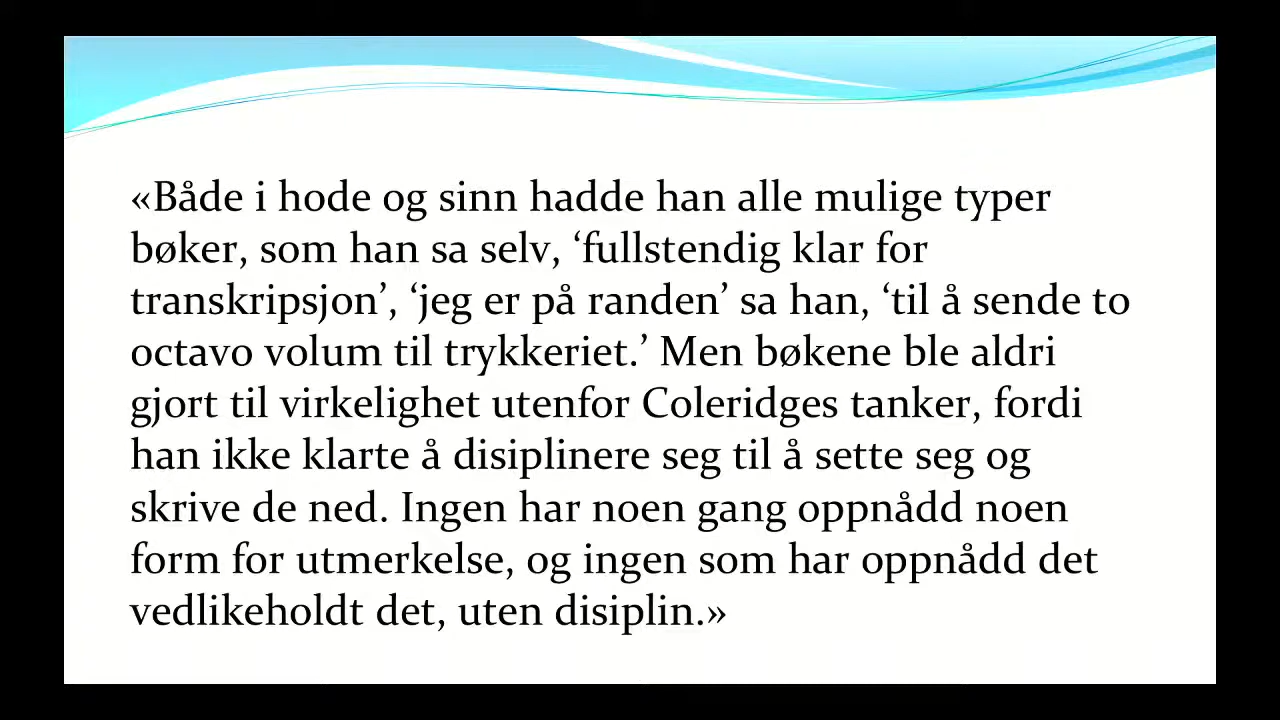 «Både i hode og sinn hadde han alle mulige typer
bøker, som han sa selv, ‘fullstendig klar for
transkripsjon’, ‘jeg er på randen’ sa han, ‘til å sende to
octavo volum til trykkeriet.’ Men bøkene ble aldri
gjort til virkelighet utenfor Coleridges tanker, fordi
han ikke klarte å disiplinere seg til å sette seg og
skrive de ned. Ingen har noen gang oppnådd noen
form for utmerkelse, og ingen som har oppnådd det
vedlikeholdt det, uten disiplin.»